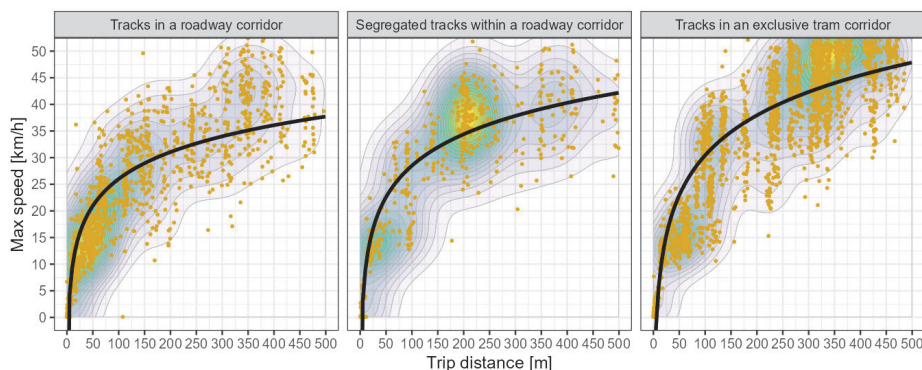 Tracks in a roadway corridor
Segregated tracks within a roadway corridor
Tracks in an exclusive tram corridor
Max speed [km/h]
50
45
40
35
30
25
20
15
10
5
0
0 50 100 150 200 250 300 350 400 450 500
0 50 100 150 200 250 300 350 400 450 500
0 50 100 150 200 250 300 350 400 450 500
Trip distance [m]